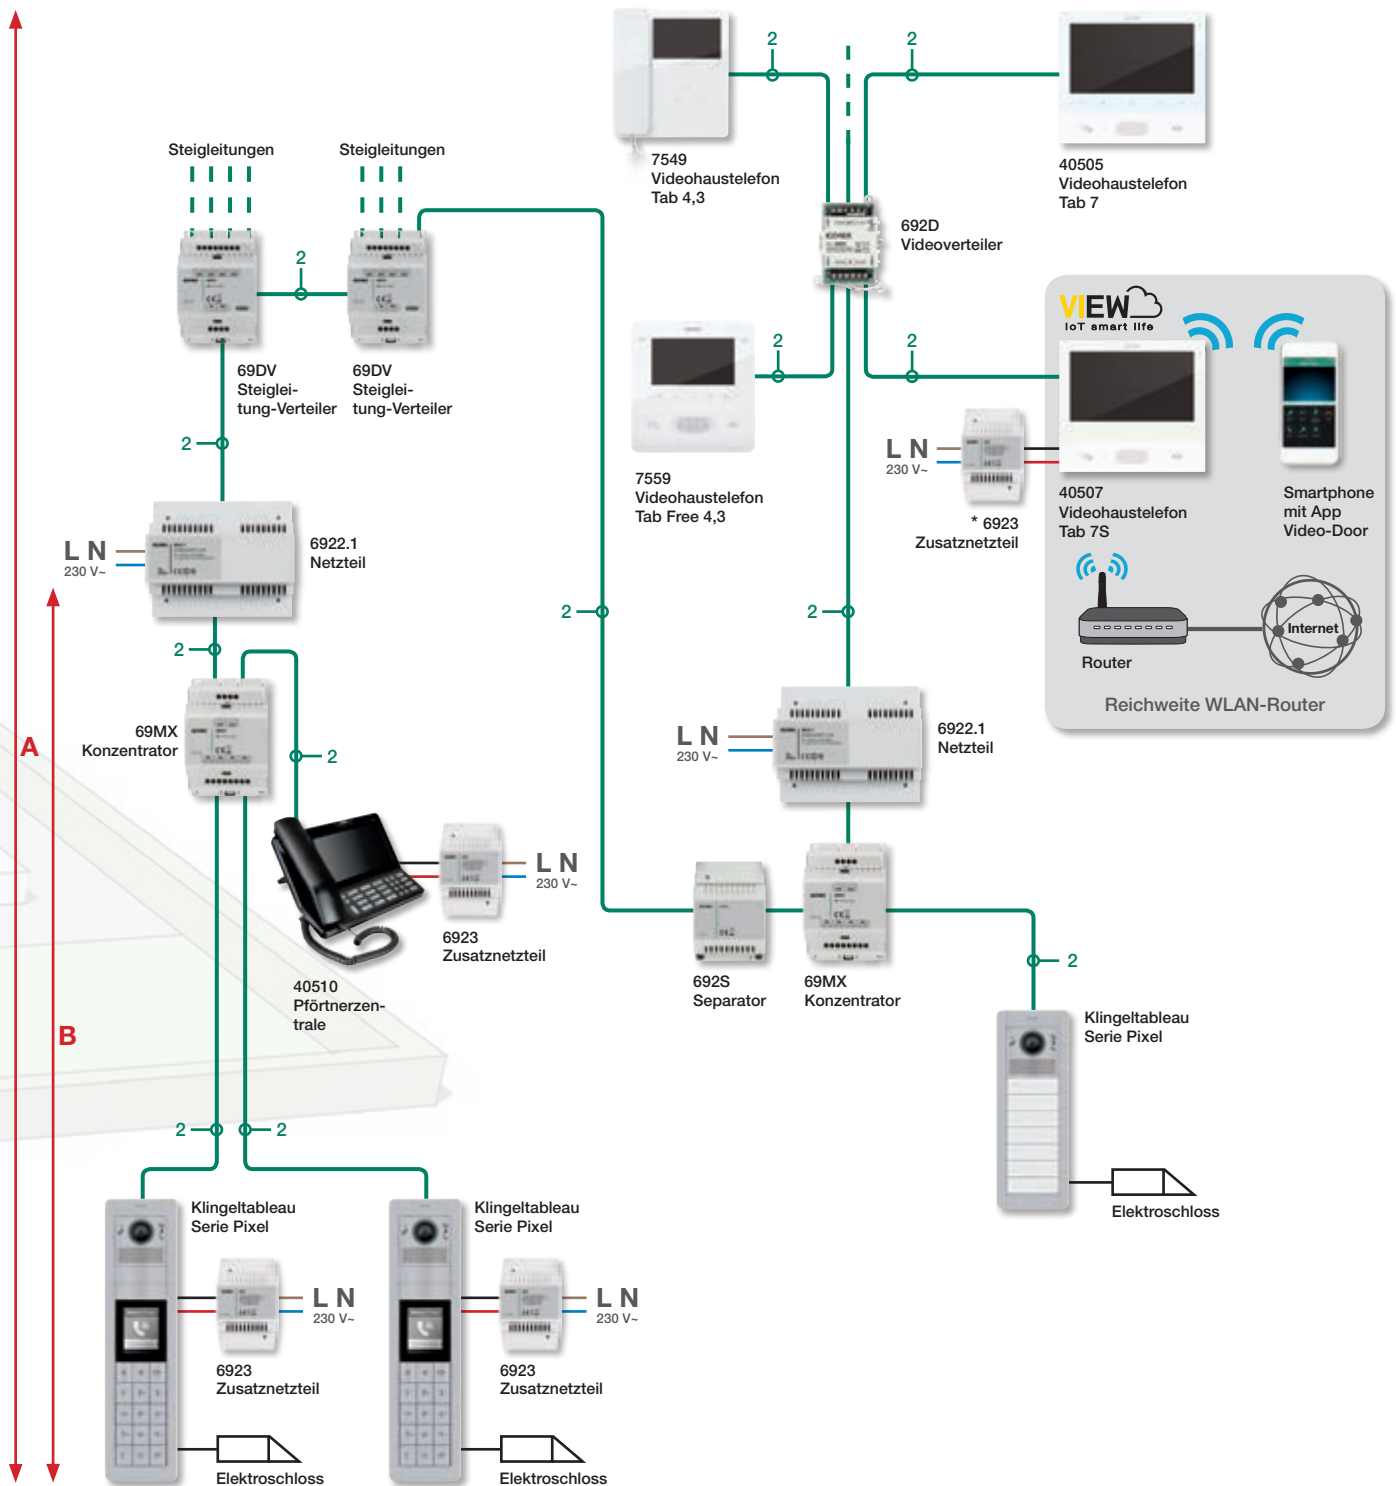 2
2
7549
Videohaustelefon
Tab 4,3
40505
Videohaustelefon
Tab 7
Steigleitungen
Steigleitungen
692D
Videoverteiler
2
69DV
Steiglei-
tung-Verteiler
69DV
Steiglei-
tung-Verteiler
VIEW
IoT smart life
2
2
2
7559
Videohaustelefon
Tab Free 4,3
L N
230 V~
* 6923
Zusatznetzteil
40507
Videohaustelefon
Tab 7S
Smartphone
mit App
Video-Door
L N
230 V~
6922.1
Netzteil
2
2
2
Router
Internet
Reichweite WLAN-Router
A
69MX
Konzentrator
2
L N
230 V~
6922.1
Netzteil
L N
230 V~
6923
Zusatznetzteil
40510
Pförtnerzen-
trale
692S
Separator
69MX
Konzentrator
2
B
Klingeltableau
Serie Pixel
2
2
Elektroschloss
Klingeltableau
Serie Pixel
Klingeltableau
Serie Pixel
L N
230 V~
L N
230 V~
6923
Zusatznetzteil
6923
Zusatznetzteil
Elektroschloss
Elektroschloss